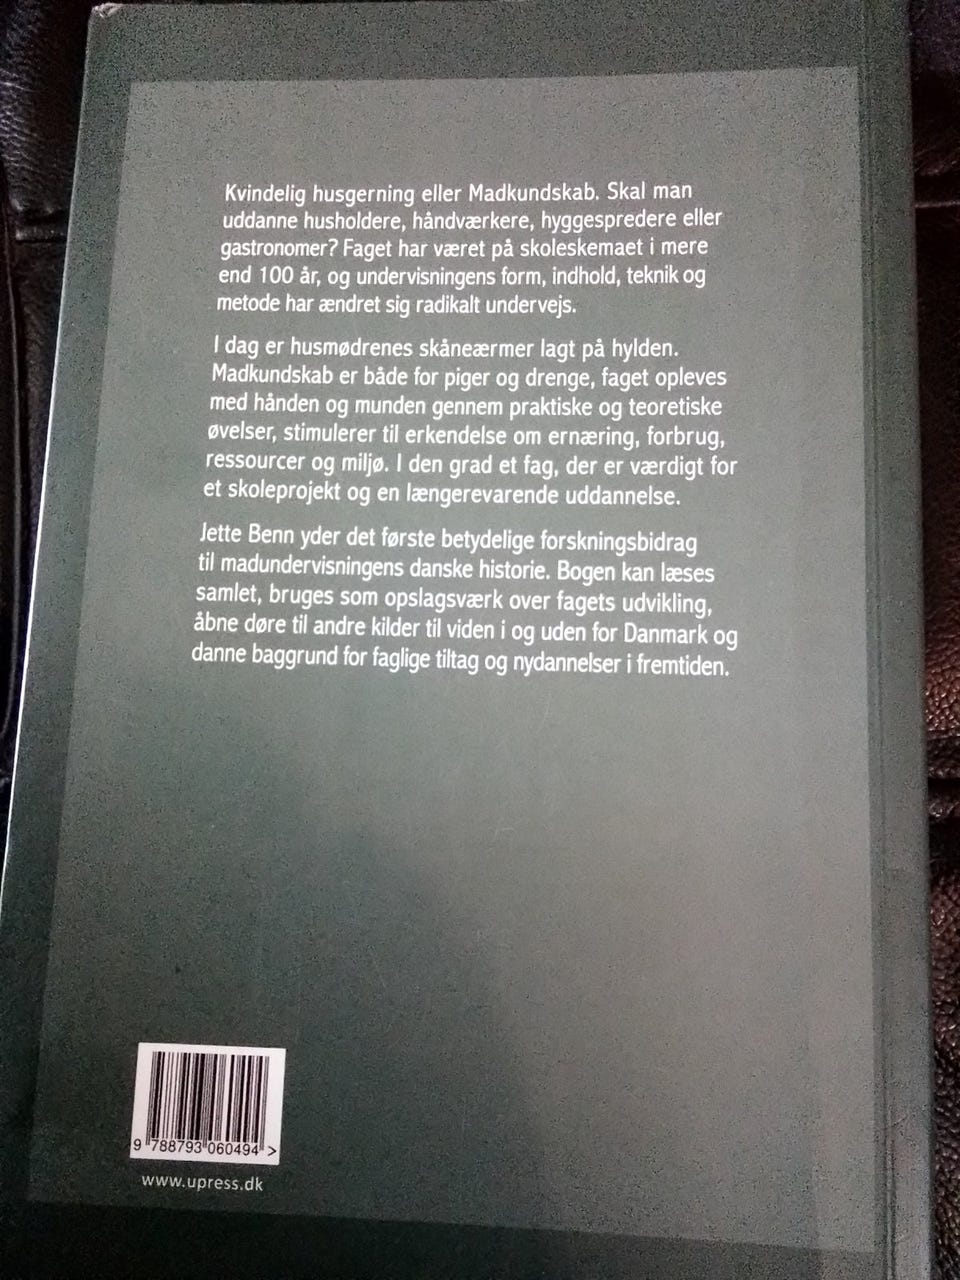 Kvindelig husgerning eller Madkundskab. Skal man
uddanne husholdere, håndværkere, hyggespredere eller
gastronomer? Faget har været på skoleskemaet i mere
end 100 år, og undervisningens form, indhold, teknik og
metode har ændret sig radikalt undervejs.
I dag er husmødrenes skåneærmer lagt på hylden.
Madkundskab er både for piger og drenge, faget opleves
med hånden og munden gennem praktiske og teoretiske
øvelser, stimulerer til erkendelse om ernæring, forbrug,
ressourcer og miljø. I den grad et fag, der er værdigt for
et skoleprojekt og en længerevarende uddannelse.
Jette Benn yder det første betydelige forskningsbidrag
til madundervisningens danske historie. Bogen kan læses
samlet, bruges som opslagsværk over fagets udvikling,
åbne døre til andre kilder til viden i og uden for Danmark og
danne baggrund for faglige tiltag og nydannelser i fremtiden.
9 788793 060494 >
www.upress.dk